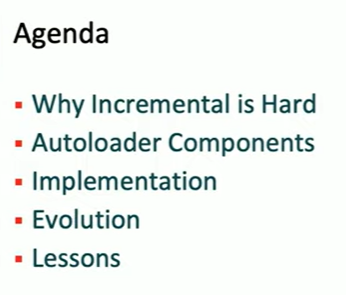 Agenda
▪ Why Incremental is Hard
▪ Autoloader Components
▪ Implementation
▪ Evolution
▪ Lessons